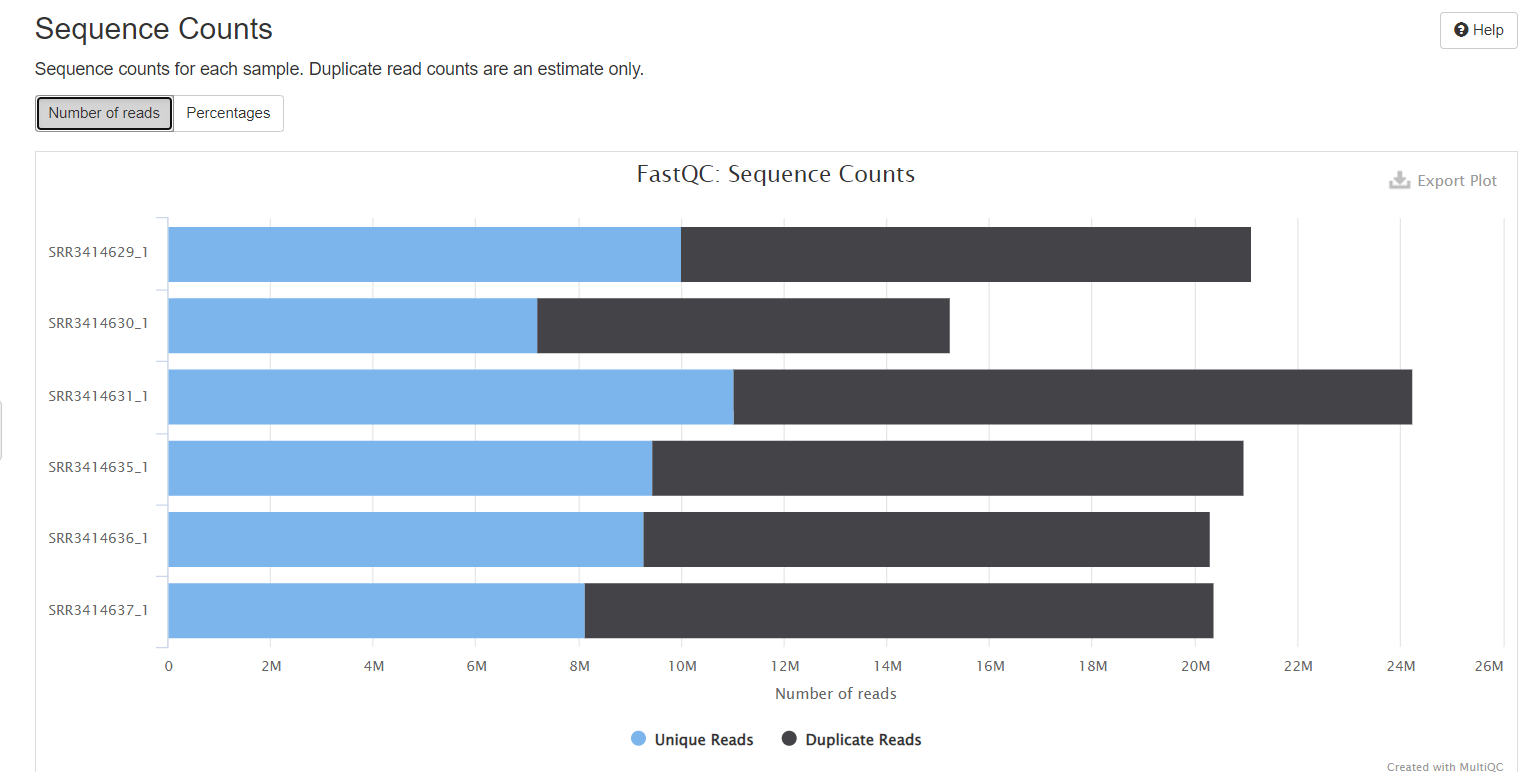 Sequence Counts
Help
Sequence counts for each sample. Duplicate read counts are an estimate only.
Number of reads
Percentages
FastQC: Sequence Counts
Export Plot
SRR3414629_1
SRR3414630_1
SRR3414631_1
SRR3414635_1
SRR3414636_1
SRR3414637_1
0 2M 4M 6M 8M 10M 12M 14M 16M 18M 20M 22M 24M 26M
Number of reads
Unique Reads Duplicate Reads
Created with MultiQC